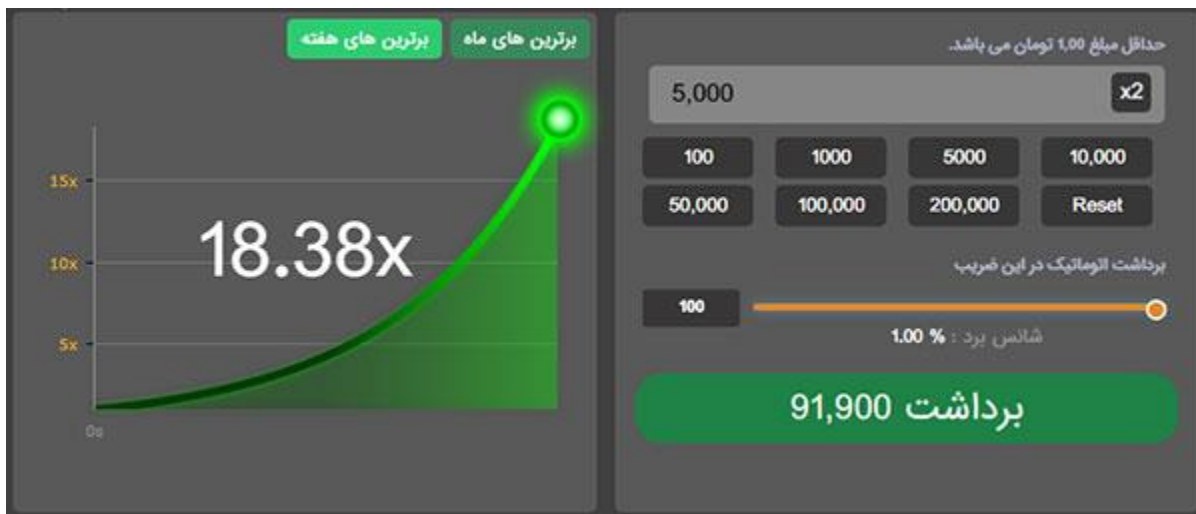 برترین های ماه
برترین های هفته
15x
10x
5x
0s
18.38x
حداقل مبلغ 1,00 تومان می باشد.
5,000
x2
100 1000 5000 10,000
50,000 100,000 200,000 Reset
برداشت اتوماتیک در این ضریب
100
شانس برد : % 1.00
برداشت 91,900